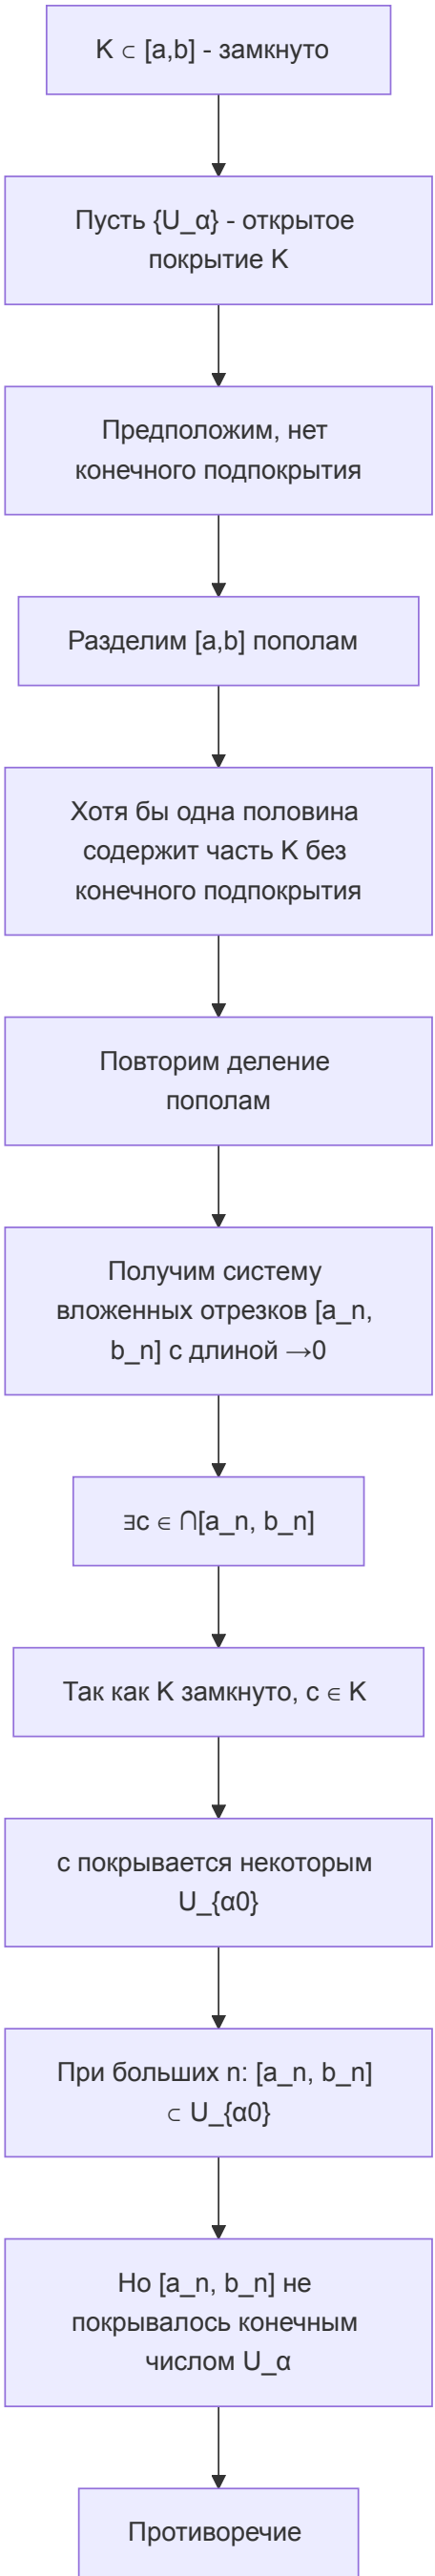 K ⊂ [a,b] - замкнуто
Пусть {U_α} - открытое
покрытие K
Предположим, нет
конечного подпокрытия
Разделим [a,b] пополам
Хотя бы одна половина
содержит часть K без
конечного подпокрытия
Повторим деление
пополам
Получим систему
вложенных отрезков [a_n,
b_n] с длиной →0
∃c ∈ ⋂[a_n, b_n]
Так как K замкнуто, c ∈ K
c покрывается некоторым
U_{α0}
При больших n: [a_n, b_n]
⊂ U_{α0}
Но [a_n, b_n] не
покрывалось конечным
числом U_α
Противоречие